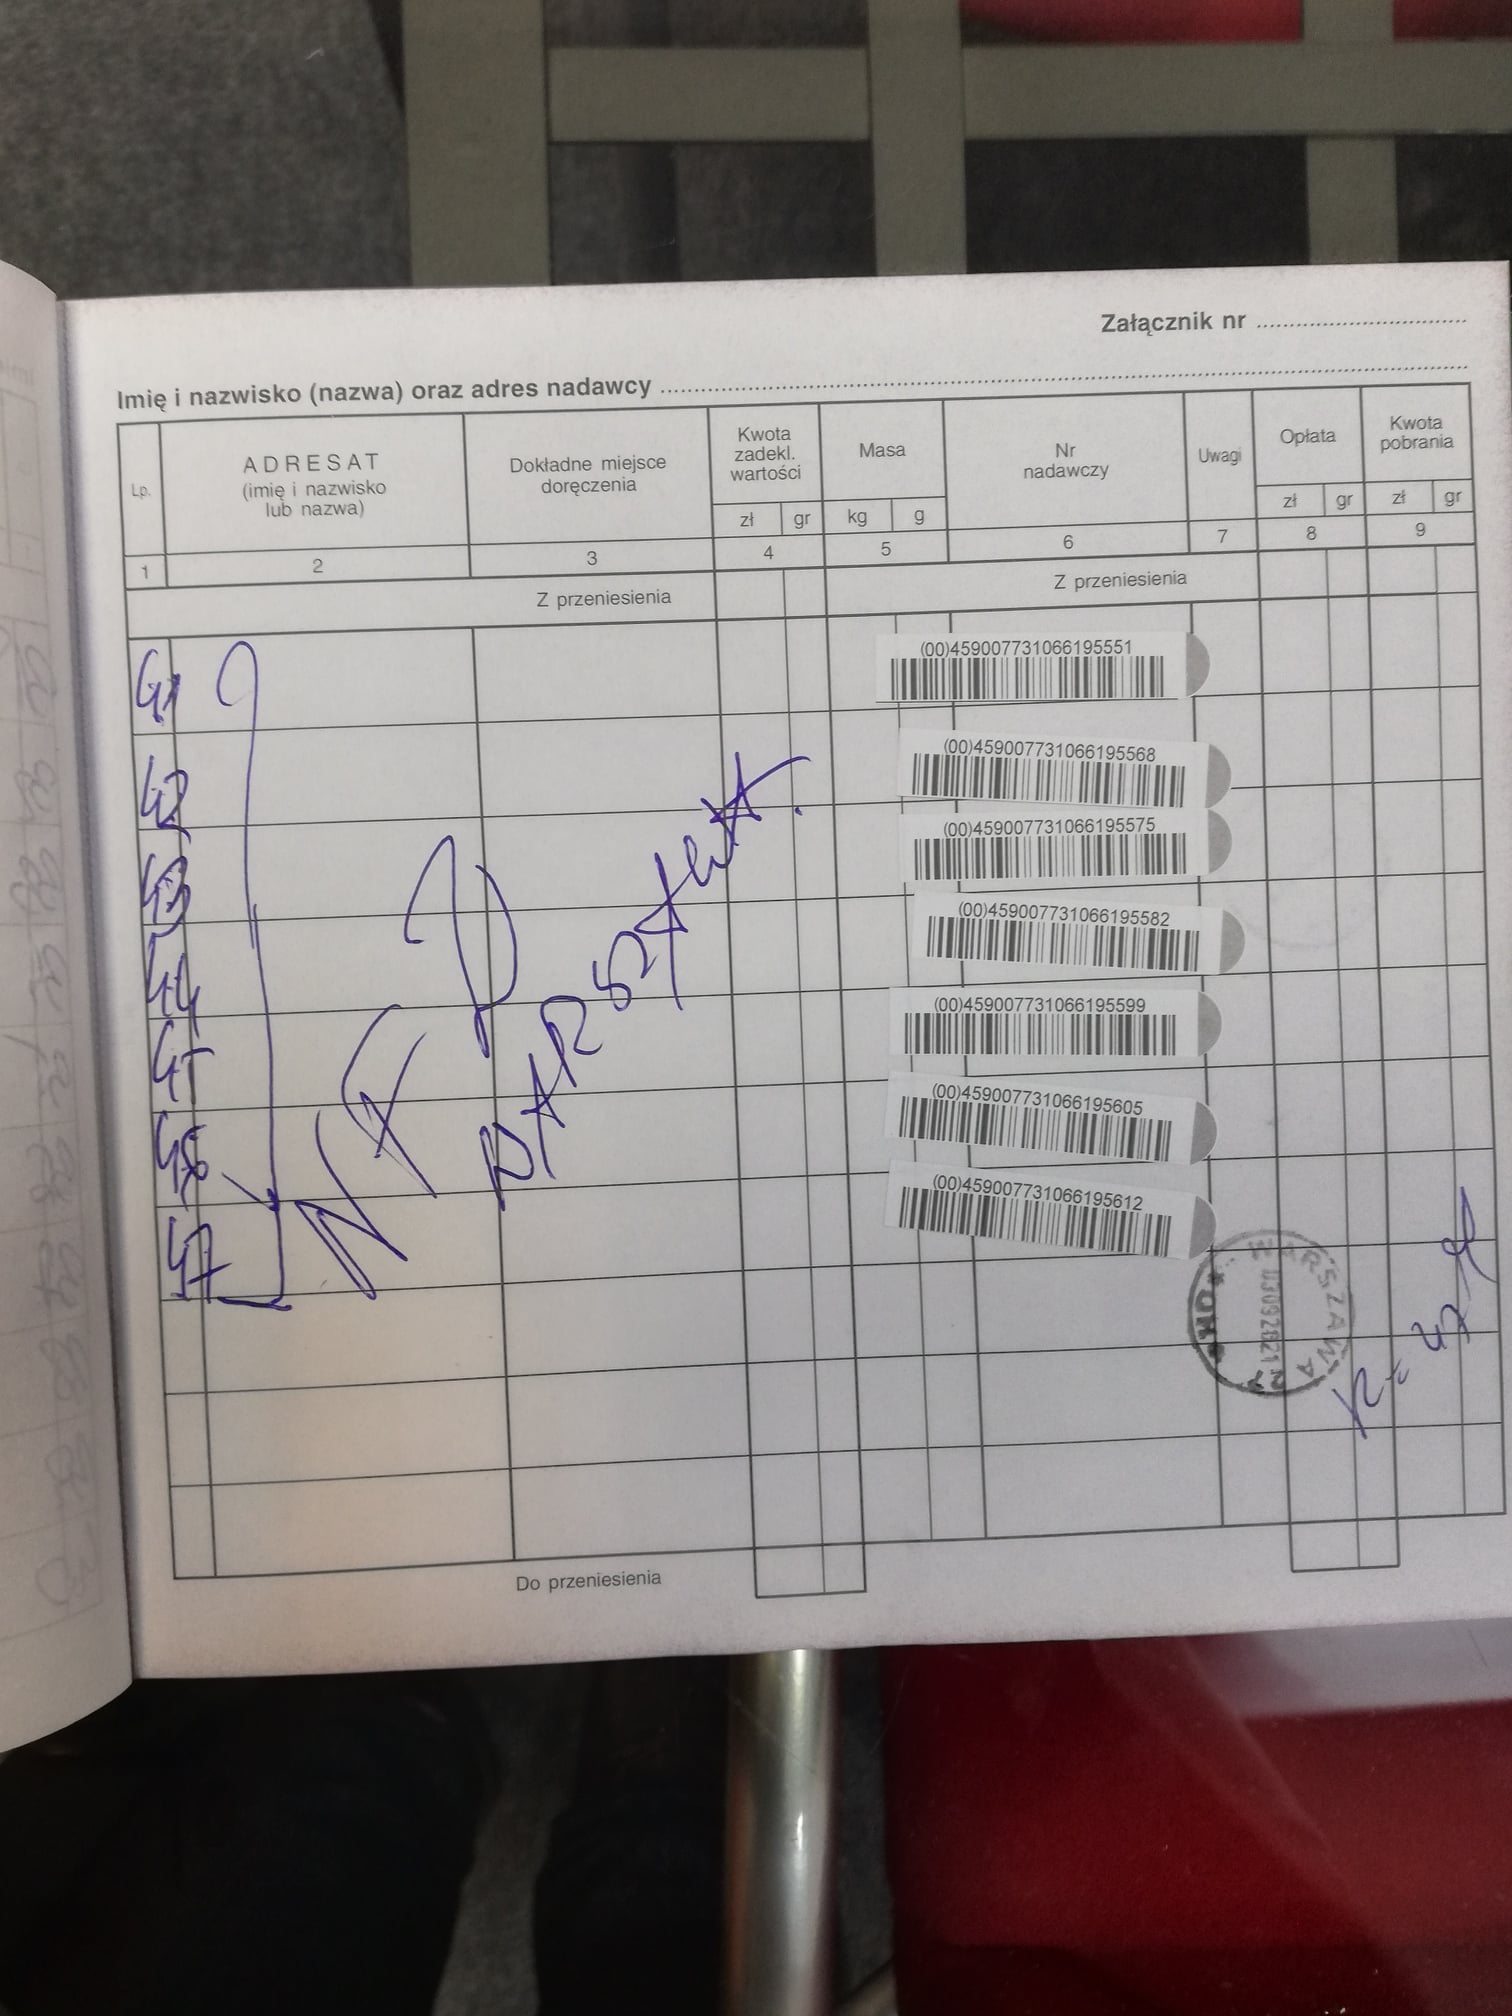 Załącznik nr
Imię i nazwisko (nazwa) oraz adres nadawcy
Lp. ADRESAT (imię i nazwisko lub nazwa) Dokładne miejsce doręczenia Kwota zadekl. wartości Masa Nr nadawczy Uwagi Opłata Kwota pobrania
zł gr kg g zł gr zł gr
1 2 3 4 5 6 7 8 9
Z przeniesienia Z przeniesienia
41 (00)459007731066195551
42 (00)459007731066195568
43 (00)459007731066195575
44 (00)459007731066195582
45 (00)459007731066195599
46 (00)459007731066195605
47 (00)459007731066195612
NFD
WARSZAWA
R = 47
Do przeniesienia